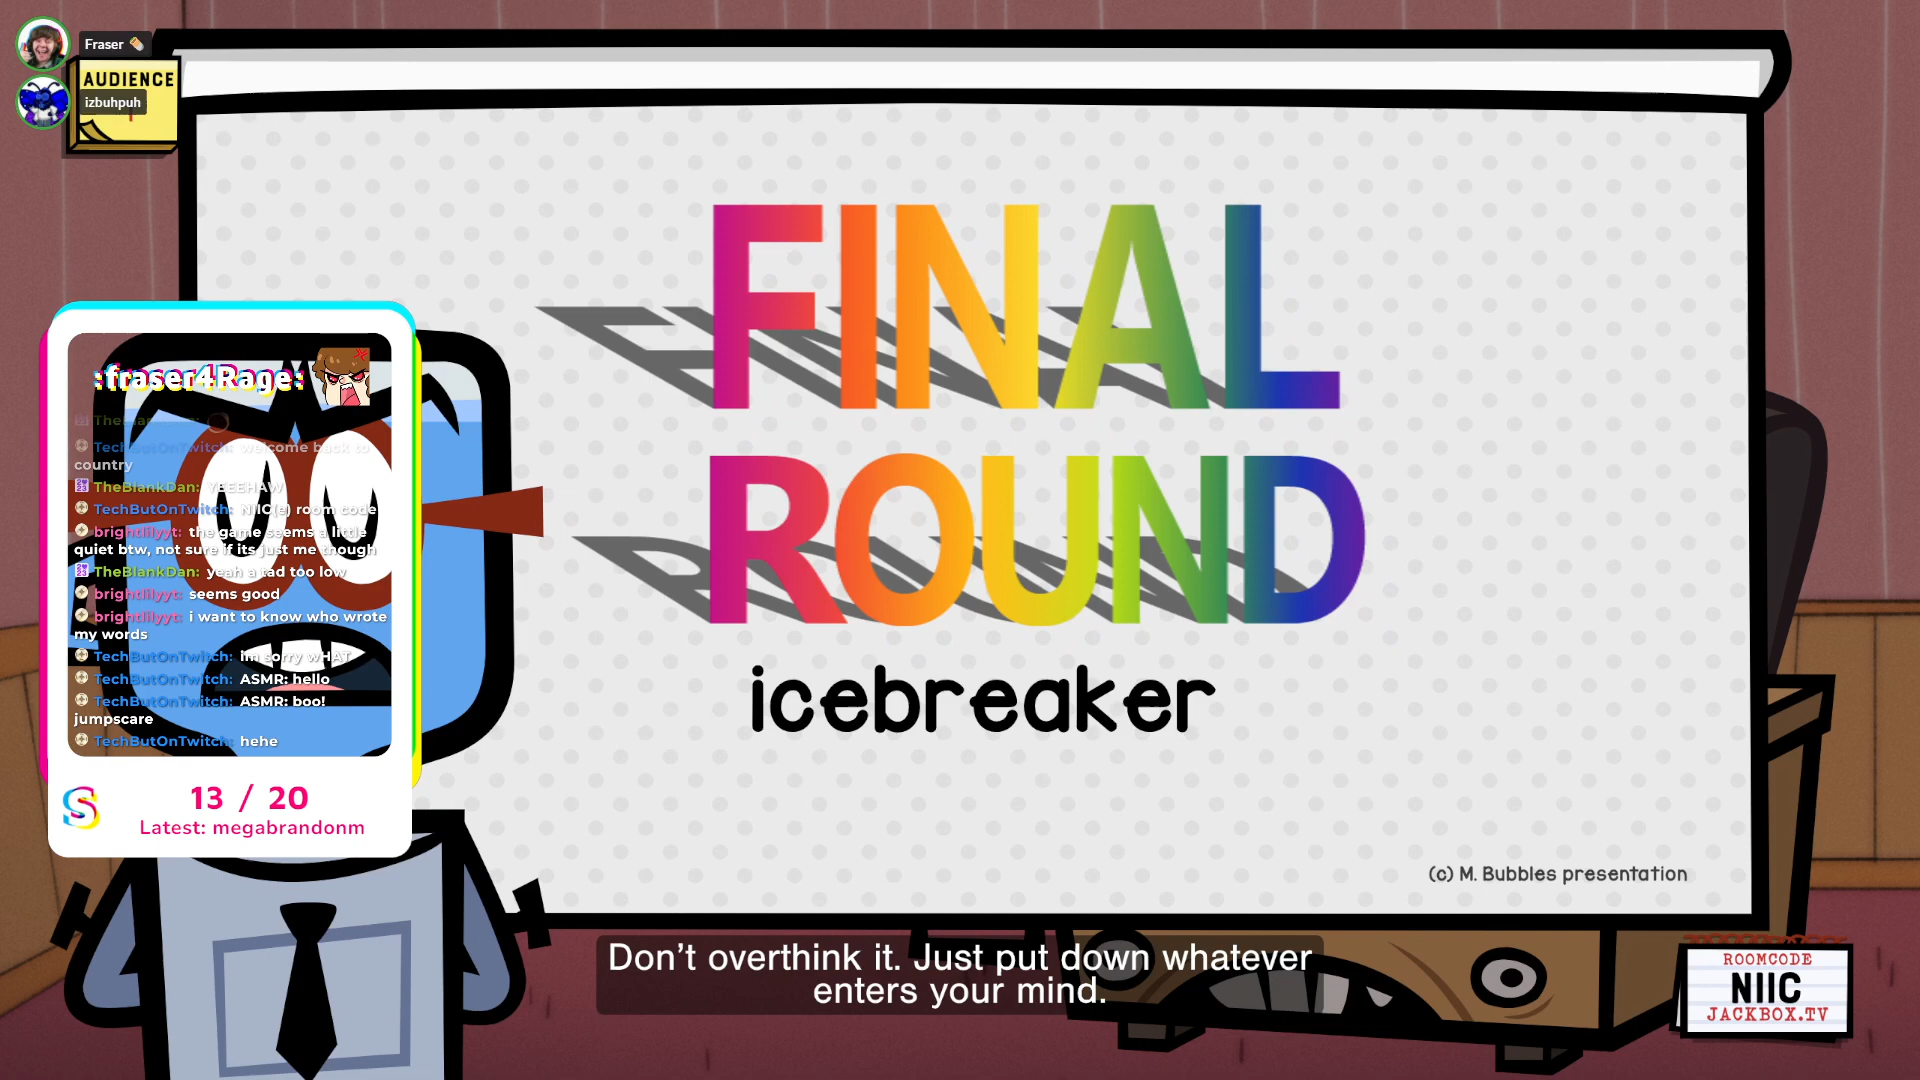 Fraser
AUDIENCE
izbuhpuh
FINAL
ROUND
icebreaker
(c) M. Bubbles presentation
:fraser4Rage:
TechButOnTwitch: welcome back to
country
TheBlankDan: YEEEHAW
TechButOnTwitch: NIIC(e) room code
brightlilyyt: the game seems a little
quiet btw, not sure if its just me though
TheBlankDan: yeah a tad too low
brightlilyyt: seems good
brightlilyyt: i want to know who wrote
my words
TechButOnTwitch: im sorry wHAT
TechButOnTwitch: ASMR: hello
TechButOnTwitch: ASMR: boo!
jumpscare
TechButOnTwitch: hehe
S
13 / 20
Latest: megabrandonm
Don't overthink it. Just put down whatever
enters your mind.
ROOMCODE
NIIC
JACKBOX.TV